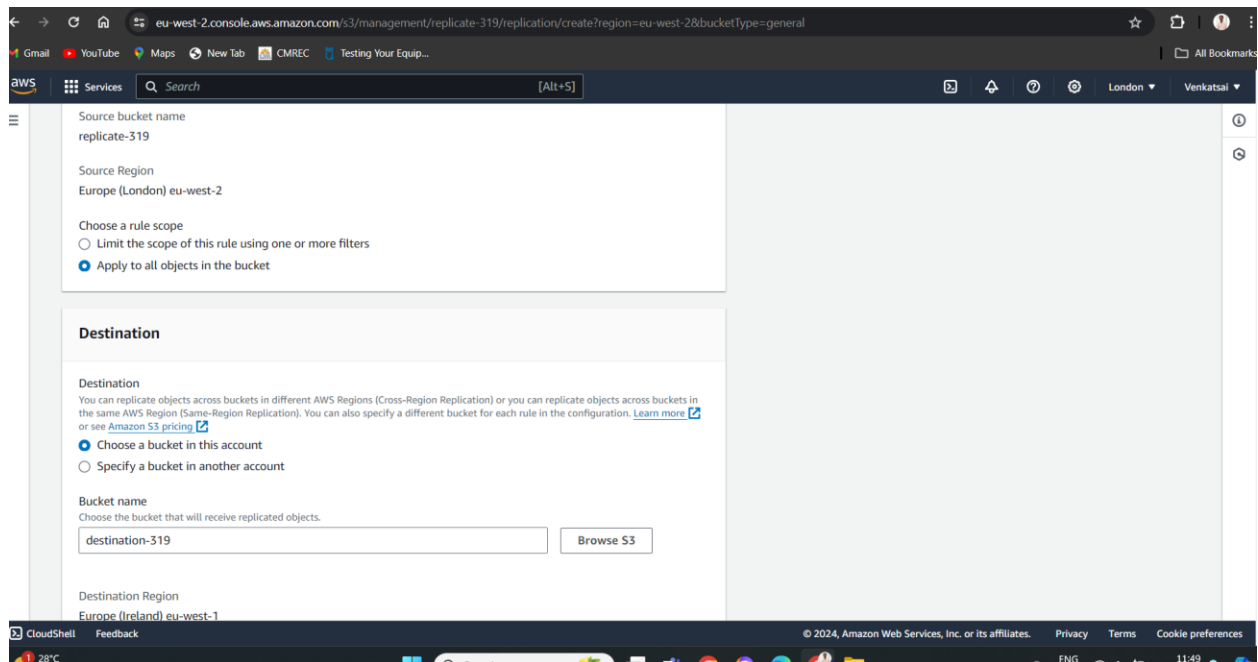 eu-west-2.console.aws.amazon.com/s3/management/replicate-319/replication/create?region=eu-west-2&bucketType=general
Gmail YouTube Maps New Tab CMREC Testing Your Equip... All Bookmarks
aws Services Search [Alt+S] London Venkatsai
Source bucket name
replicate-319
Source Region
Europe (London) eu-west-2
Choose a rule scope
Limit the scope of this rule using one or more filters
Apply to all objects in the bucket
Destination
Destination
You can replicate objects across buckets in different AWS Regions (Cross-Region Replication) or you can replicate objects across buckets in
the same AWS Region (Same-Region Replication). You can also specify a different bucket for each rule in the configuration. Learn more
or see Amazon S3 pricing
Choose a bucket in this account
Specify a bucket in another account
Bucket name
Choose the bucket that will receive replicated objects.
destination-319 Browse S3
Destination Region
Europe (Ireland) eu-west-1
CloudShell Feedback © 2024, Amazon Web Services, Inc. or its affiliates. Privacy Terms Cookie preferences
1 28°C ENG 11:49